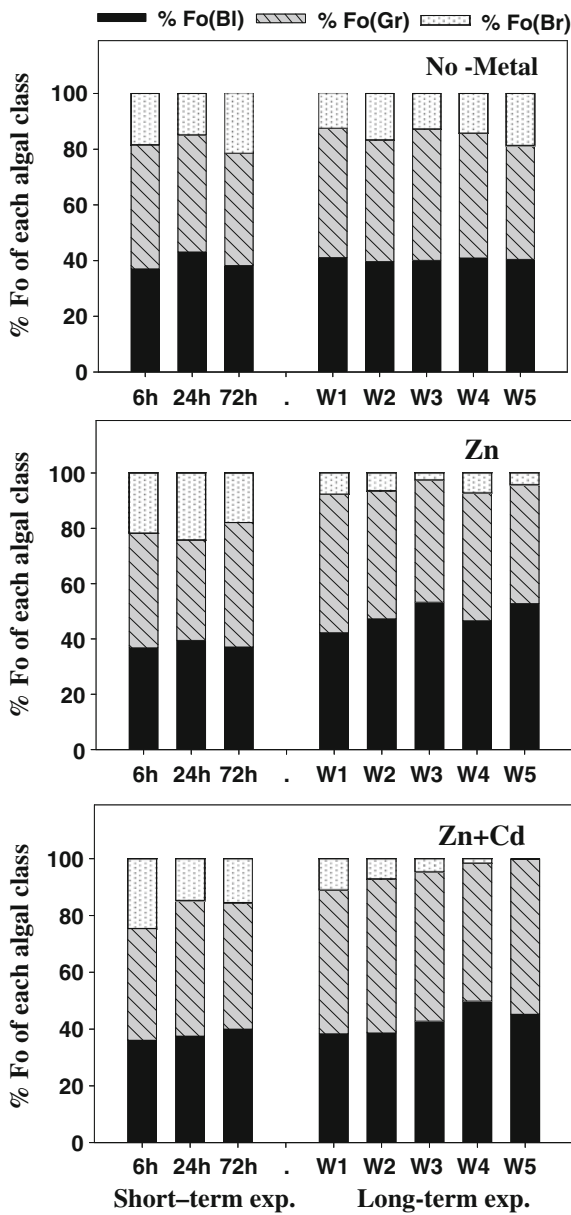 % Fo(Bl) % Fo(Gr) % Fo(Br)
No -Metal
% Fo of each algal class
100
80
60
40
20
0
6h 24h 72h . W1 W2 W3 W4 W5
Zn
% Fo of each algal class
100
80
60
40
20
0
6h 24h 72h . W1 W2 W3 W4 W5
Zn+Cd
% Fo of each algal class
100
80
60
40
20
0
6h 24h 72h . W1 W2 W3 W4 W5
Short–term exp. Long-term exp.